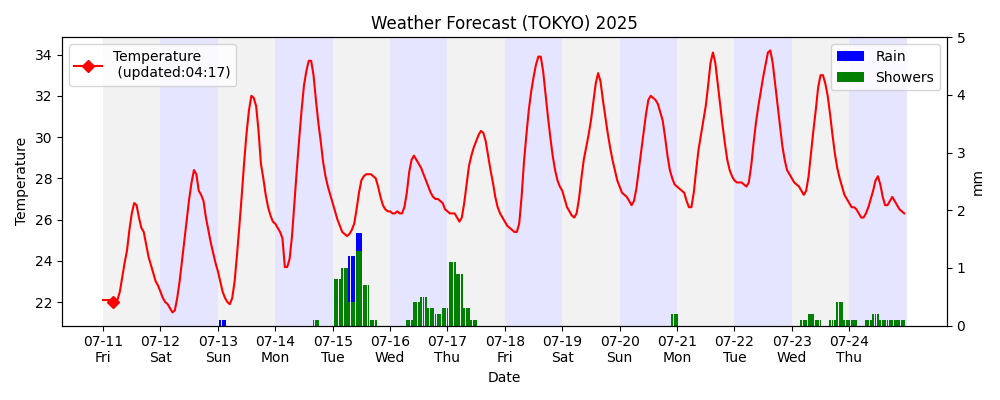 Weather Forecast (TOKYO) 2025
Temperature
(updated:04:17)
Rain
Showers
Temperature
34
32
30
28
26
24
22
5
4
3
2
1
0
mm
07-11 07-12 07-13 07-14 07-15 07-16 07-17 07-18 07-19 07-20 07-21 07-22 07-23 07-24
Fri Sat Sun Mon Tue Wed Thu Fri Sat Sun Mon Tue Wed Thu
Date